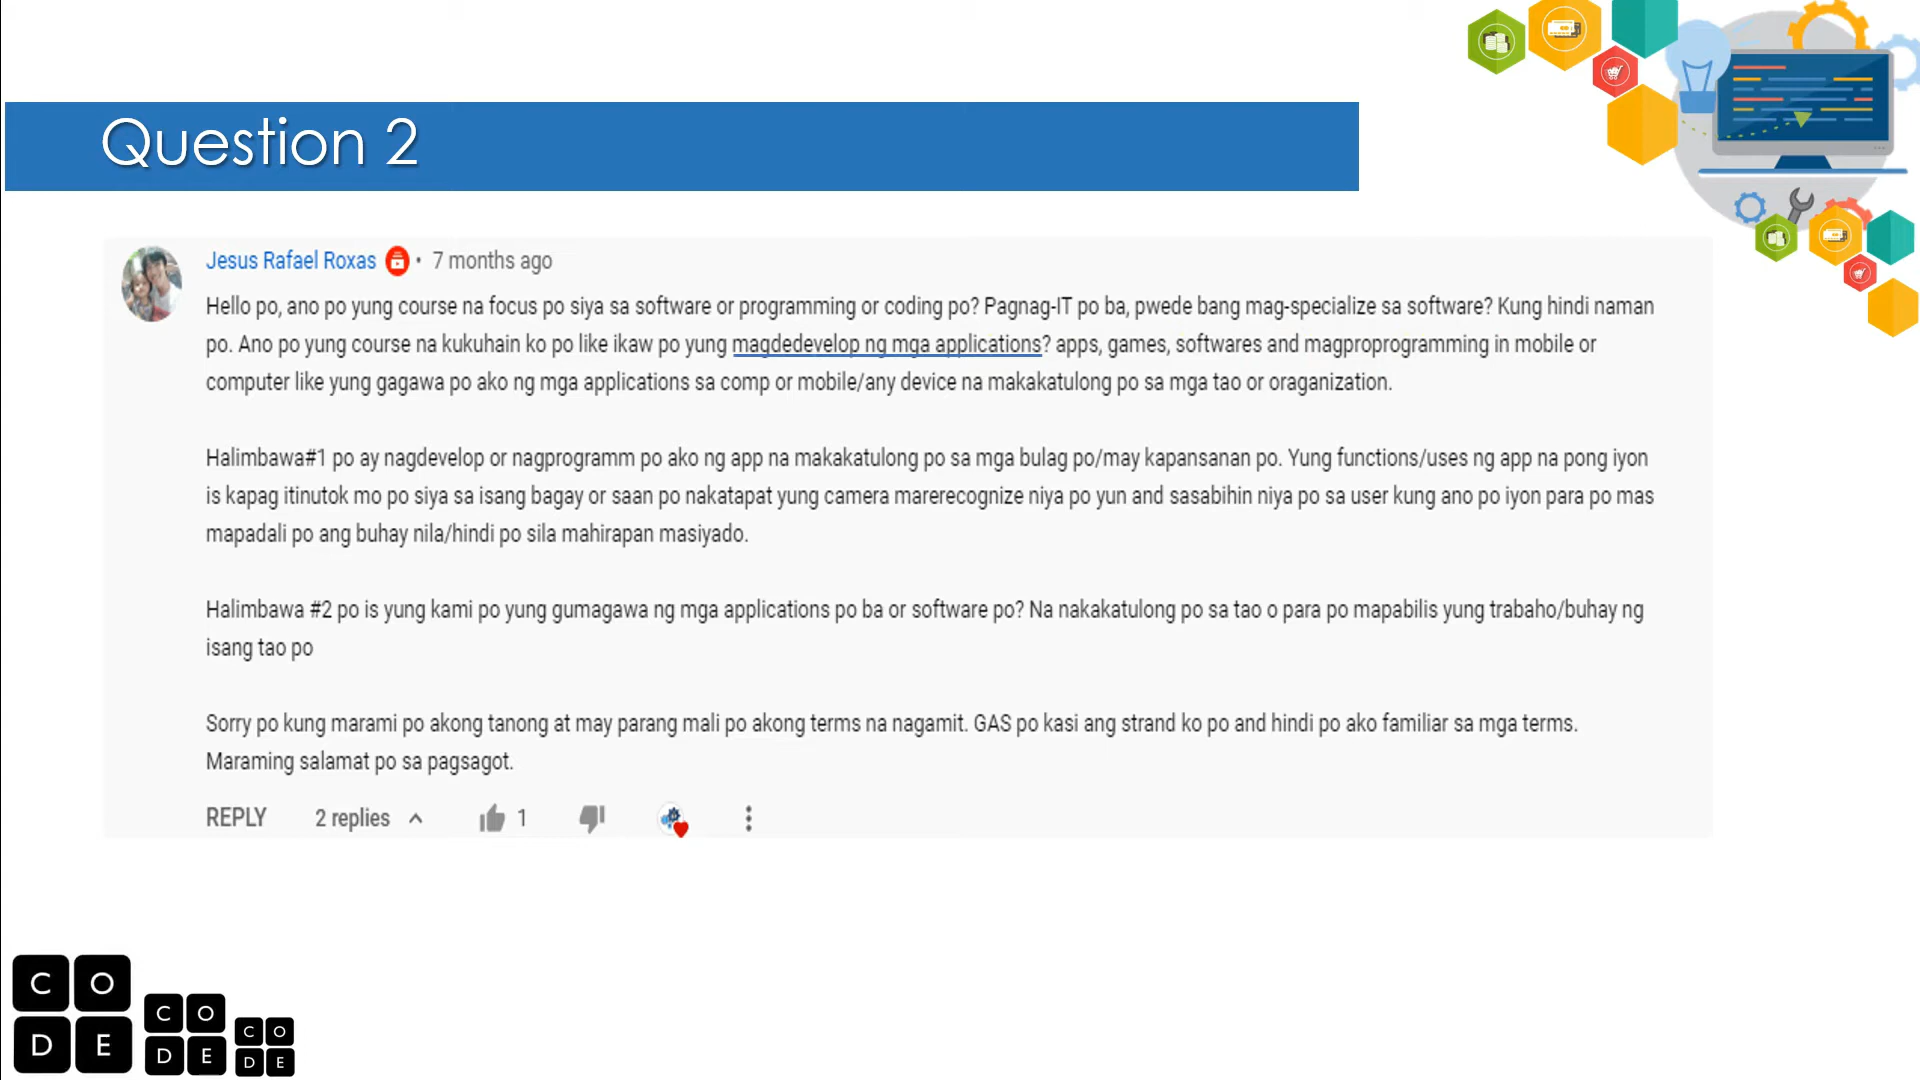 Question 2
Jesus Rafael Roxas • 7 months ago
Hello po, ano po yung course na focus po siya sa software or programming or coding po? Pagnag-IT po ba, pwede bang mag-specialize sa software? Kung hindi naman
po. Ano po yung course na kukuhain ko po like ikaw po yung magdedevelop ng mga applications? apps, games, softwares and magproprogramming in mobile or
computer like yung gagawa po ako ng mga applications sa comp or mobile/any device na makakatulong po sa mga tao or oraganization.
Halimbawa#1 po ay nagdevelop or nagprogramm po ako ng app na makakatulong po sa mga bulag po/may kapansanan po. Yung functions/uses ng app na pong iyon
is kapag itinutok mo po siya sa isang bagay or saan po nakatapat yung camera marerecognize niya po yun and sasabihin niya po sa user kung ano po iyon para po mas
mapadali po ang buhay nila/hindi po sila mahirapan masiyado.
Halimbawa #2 po is yung kami po yung gumagawa ng mga applications po ba or software po? Na nakakatulong po sa tao o para po mapabilis yung trabaho/buhay ng
isang tao po
Sorry po kung marami po akong tanong at may parang mali po akong terms na nagamit. GAS po kasi ang strand ko po and hindi po ako familiar sa mga terms.
Maraming salamat po sa pagsagot.
REPLY 2 replies 1
C O
D E
C O
D E
C O
D E